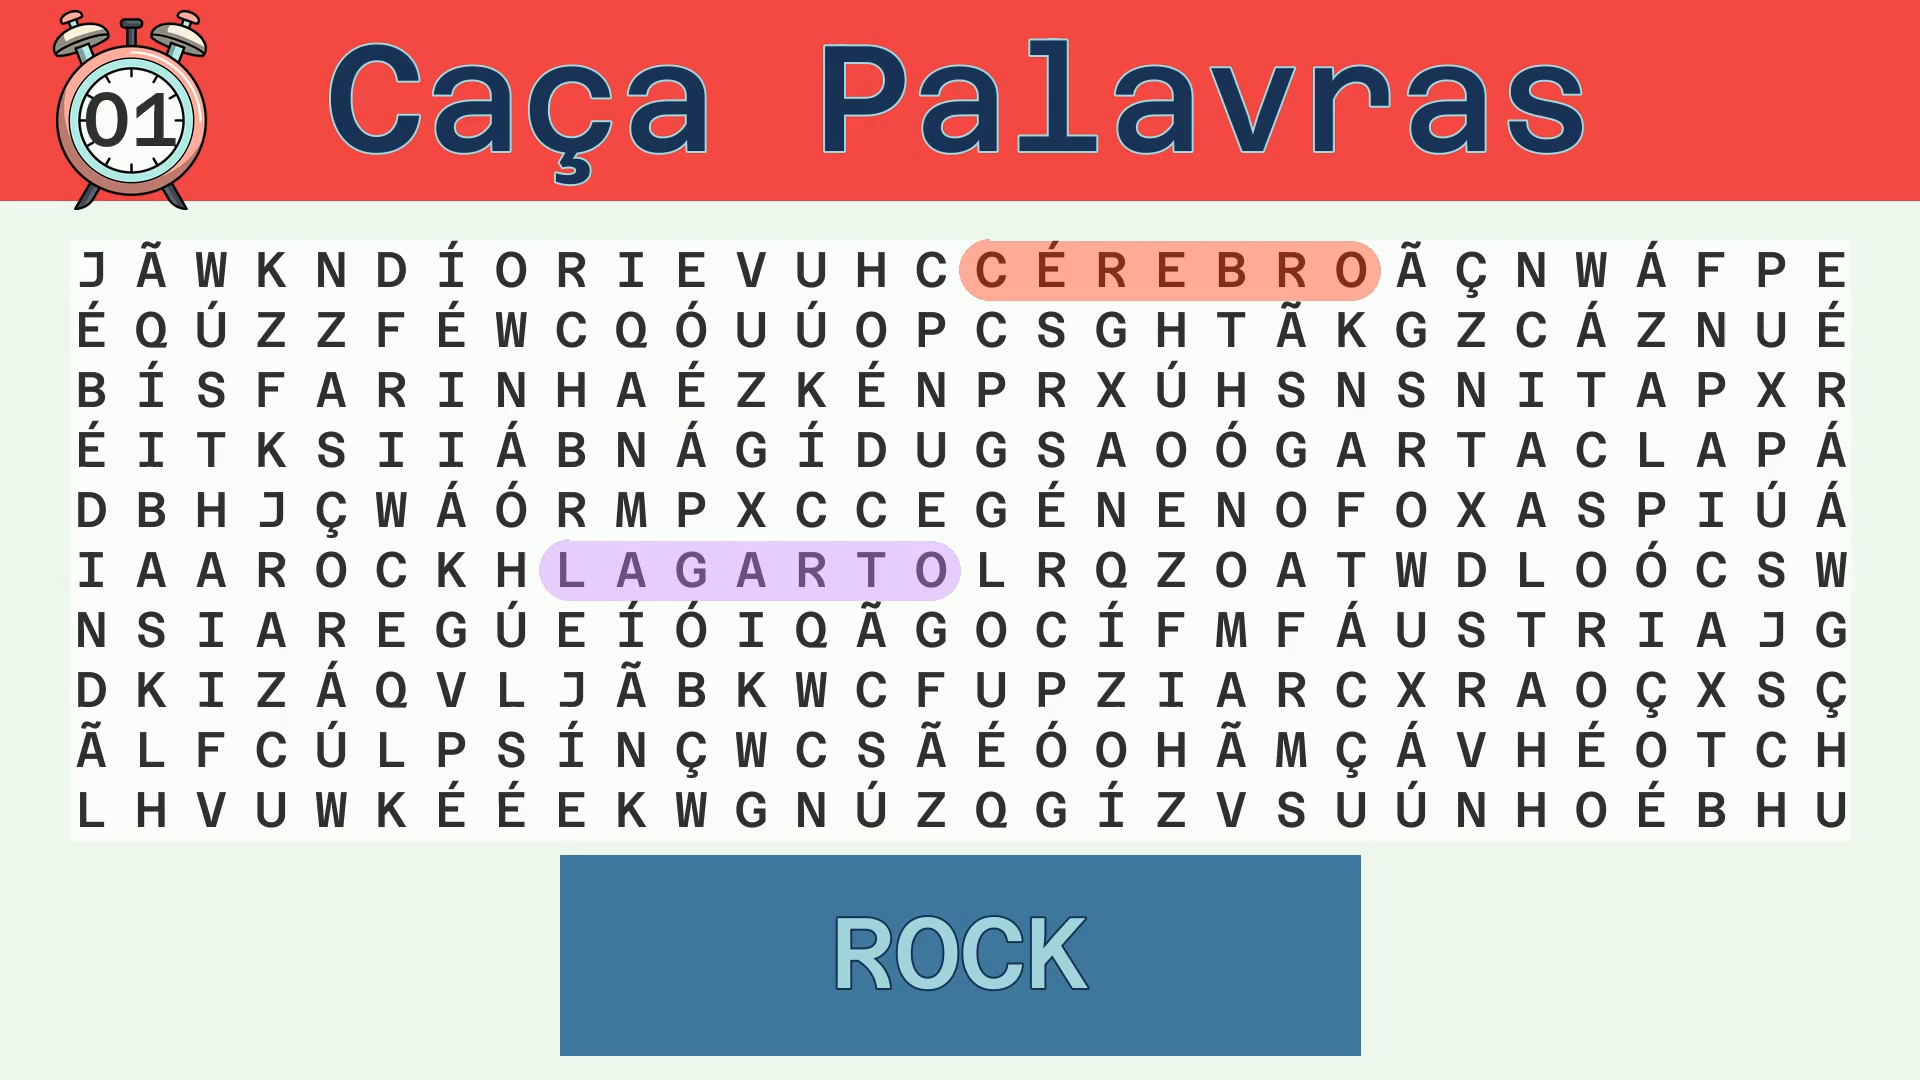 01
Caça Palavras
J Ã W K N D Í O R I E V U H C C É R E B R O Ã Ç N W Á F P E
É Q Ú Z Z F É W C Q Ó U Ú O P C S G H T Ã K G Z C Á Z N U É
B Í S F A R I N H A É Z K É N P R X Ú H S N S N I T A P X R
É I T K S I I Á B N Á G Í D U G S A O Ó G A R T A C L A P Á
D B H J Ç W Á Ó R M P X C C E G É N E N O F O X A S P I Ú Á
I A A R O C K H L A G A R T O L R Q Z O A T W D L O Ó C S W
N S I A R E G Ú E Í Ó I Q Ã G O C Í F M F Á U S T R I A J G
D K I Z Á Q V L J Ã B K W C F U P Z I A R C X R A O Ç X S Ç
Ã L F C Ú L P S Í N Ç W C S Ã É Ó O H Ã M Ç Á V H É O T C H
L H V U W K É É E K W G N Ú Z Q G Í Z V S U Ú N H O É B H U
ROCK